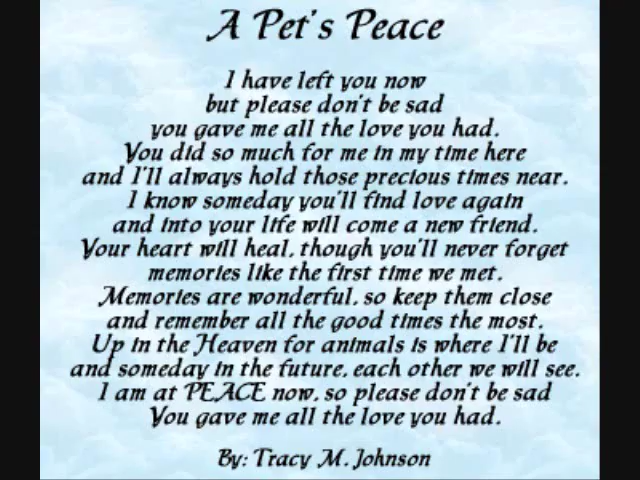 A Pet's Peace
I have left you now
but please don't be sad
you gave me all the love you had.
You did so much for me in my time here
and I'll always hold those precious times near.
I know someday you'll find love again
and into your life will come a new friend.
Your heart will heal, though you'll never forget
memories like the first time we met.
Memories are wonderful, so keep them close
and remember all the good times the most.
Up in the Heaven for animals is where I'll be
and someday in the future, each other we will see.
I am at PEACE now, so please don't be sad
You gave me all the love you had.
By: Tracy M. Johnson